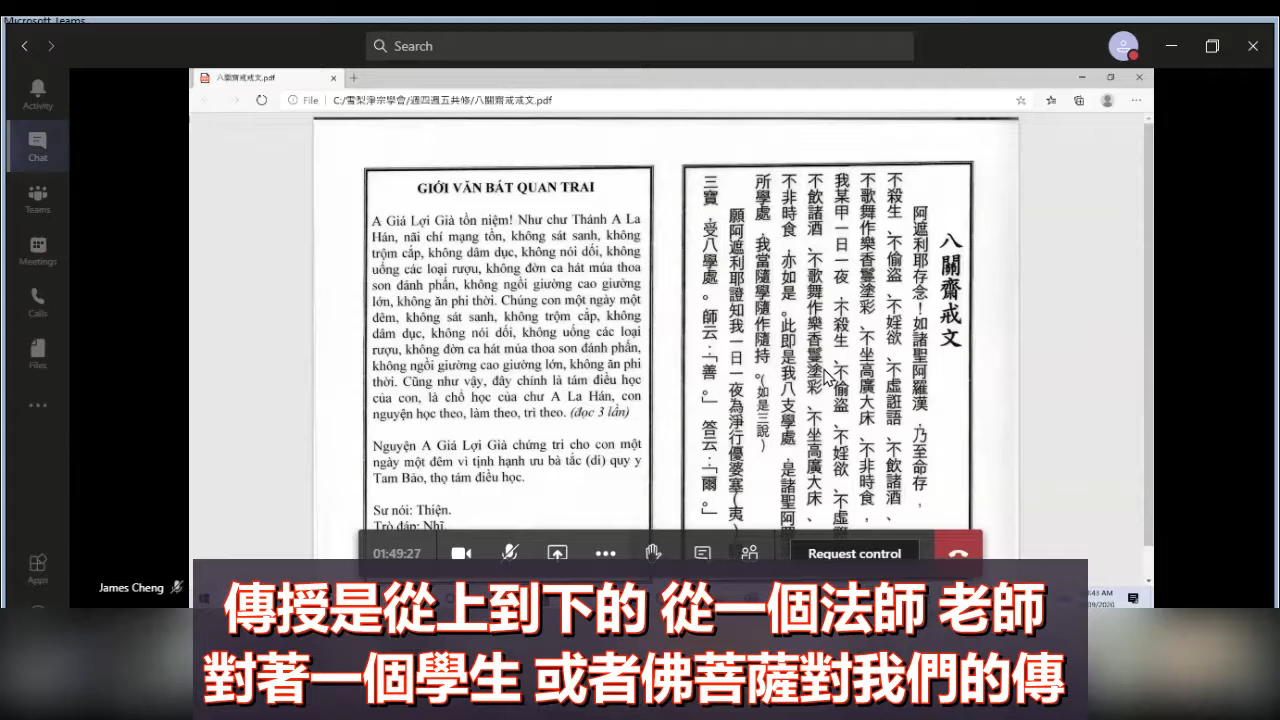 Microsoft Teams
Search
Activity
Chat
Teams
Meetings
Calls
Files
Apps
八關齋戒戒文.pdf
File
C:/雪梨淨宗學會/週四週五共修/八關齋戒戒文.pdf
GIỚI VĂN BÁT QUAN TRAI
A Giá Lợi Già tồn niệm! Như chư Thánh A La
Hán, nãi chí mạng tồn, không sát sanh, không
trộm cắp, không dâm dục, không nói dối, không
uống các loại rượu, không đờn ca hát múa thoa
son đánh phấn, không ngồi giường cao giường
lớn, không ăn phi thời. Chúng con một ngày một
đêm, không sát sanh, không trộm cắp, không
dâm dục, không nói dối, không uống các loại
rượu, không đờn ca hát múa thoa son đánh phấn,
không ngồi giường cao giường lớn, không ăn phi
thời. Cũng như vậy, đây chính là tám điều học
của con, là chổ học của chư A La Hán, con
nguyện học theo, làm theo, trì theo. (đọc 3 lần)
Nguyện A Giá Lợi Già chứng tri cho con một
ngày một đêm vì tịnh hạnh ưu bà tắc (di) quy y
Tam Bảo, thọ tám điều học.
Sư nói: Thiện.
Trò đáp: Nhĩ.
八關齋戒文
阿遮利耶存念！如諸聖阿羅漢，乃至命存，
不殺生、不偷盜、不婬欲、不虛誑語、不飲諸酒、
不歌舞作樂香鬘塗彩、不坐高廣大床、不非時食，
我某甲一日一夜，不殺生、不偷盜、不婬欲、不虛
不飲諸酒、不歌舞作樂香鬘塗彩、不坐高廣大床、
不非時食，亦如是。此即是我八支學處，是諸聖阿羅
所學處，我當隨學隨作隨持。(如是三說)
願阿遮利耶證知我一日一夜為淨行優婆塞(夷)
三寶，受八學處。師云：「善。」答云：「爾。」
01:49:27
Request control
James Cheng
傳授是從上到下的 從一個法師 老師
對著一個學生 或者佛菩薩對我們的傳